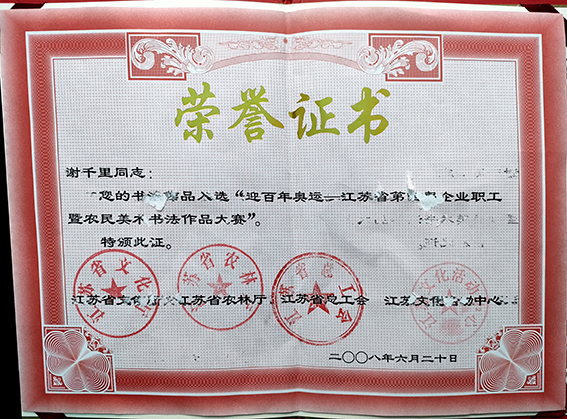 荣誉证书
谢千里同志:
您的书法作品入选“迎百年奥运—江苏省第 企业职工
暨农民美术书法作品大赛”。
特颁此证。
江苏省文化厅 江苏省农林厅 江苏省总工会 江苏文化活动中心
二〇〇八年六月二十日